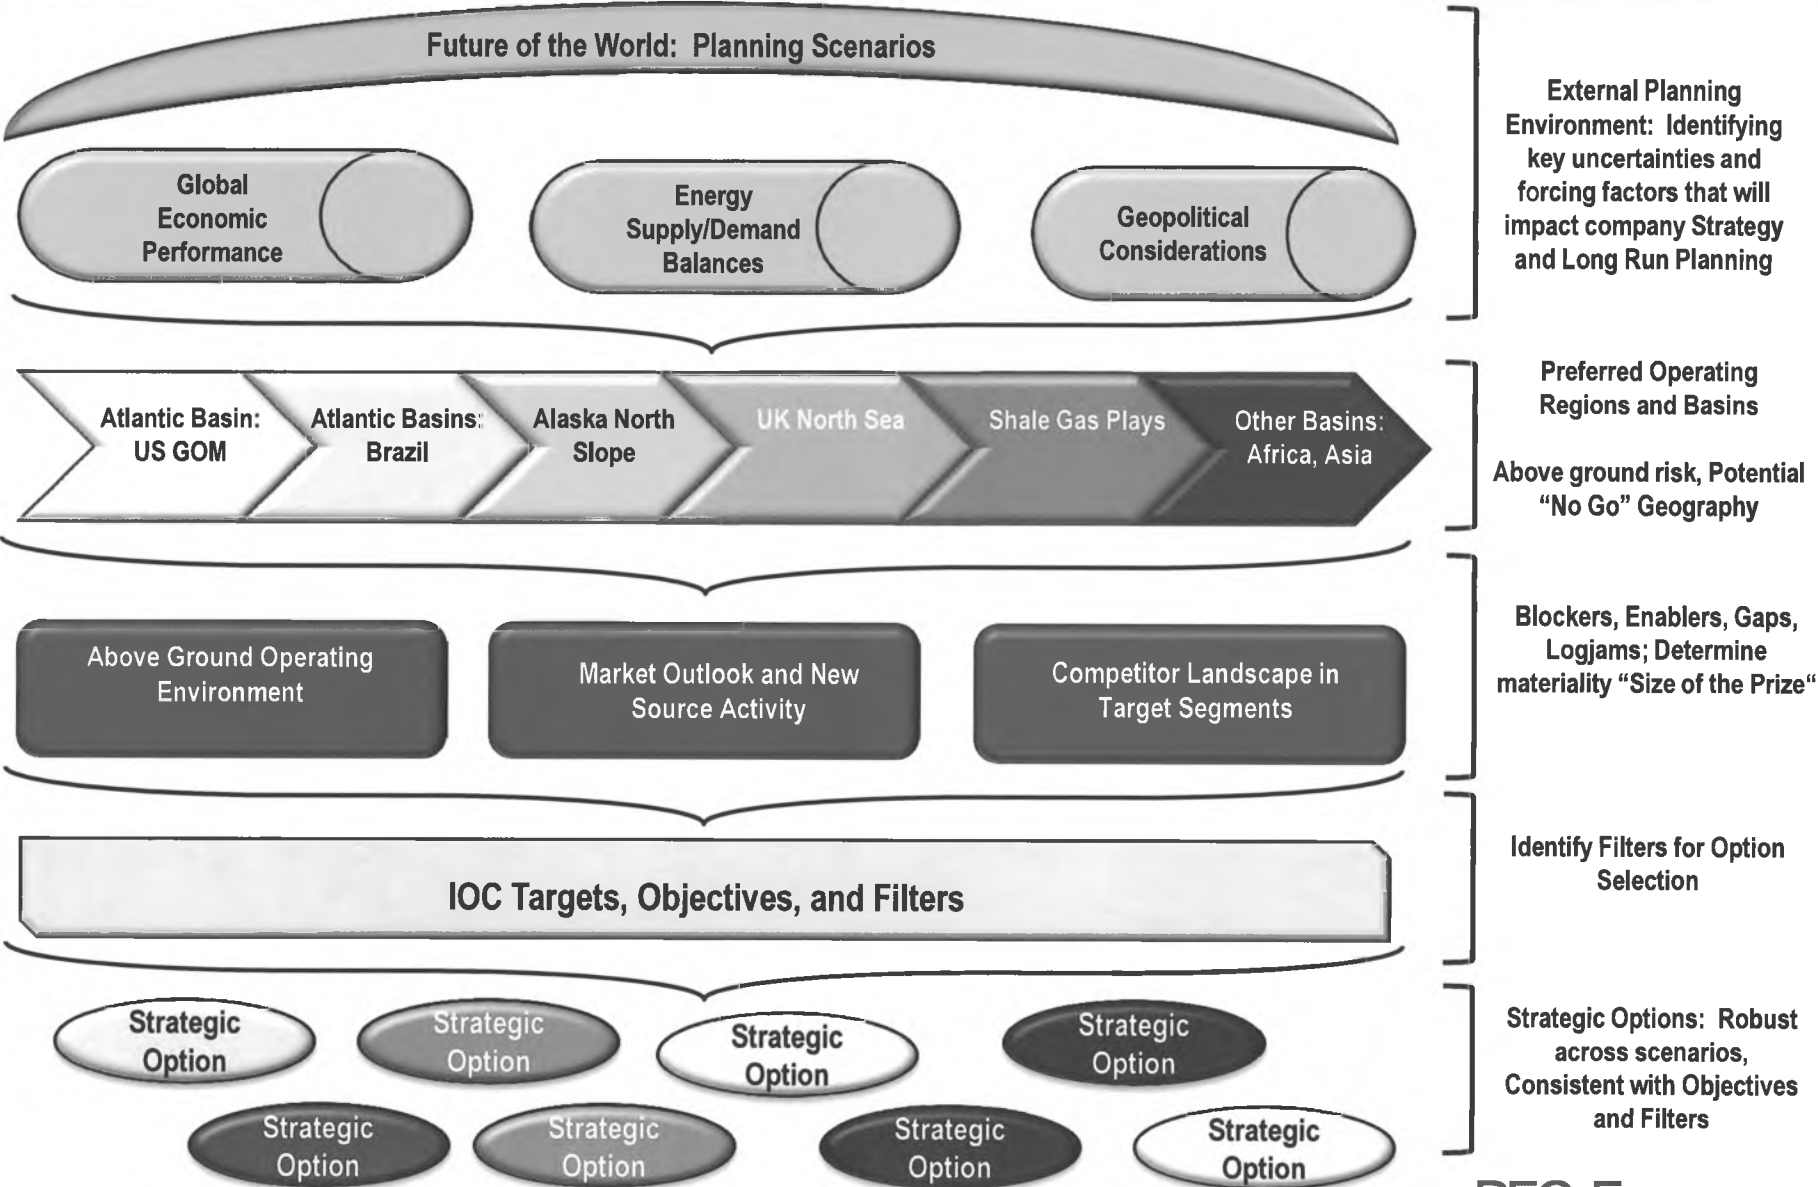 Future of the World: Planning Scenarios
Global
Economic
Performance
Energy
Supply/Demand
Balances
Geopolitical
Considerations
External Planning
Environment: Identifying
key uncertainties and
forcing factors that will
impact company Strategy
and Long Run Planning
Atlantic Basin:
US GOM
Atlantic Basins:
Brazil
Alaska North
Slope
UK North Sea
Shale Gas Plays
Other Basins:
Africa, Asia
Preferred Operating
Regions and Basins
Above ground risk, Potential
“No Go” Geography
Above Ground Operating
Environment
Market Outlook and New
Source Activity
Competitor Landscape in
Target Segments
Blockers, Enablers, Gaps,
Logjams; Determine
materiality “Size of the Prize“
IOC Targets, Objectives, and Filters
Identify Filters for Option
Selection
Strategic
Option
Strategic
Option
Strategic
Option
Strategic
Option
Strategic
Option
Strategic
Option
Strategic
Option
Strategic
Option
Strategic Options: Robust
across scenarios,
Consistent with Objectives
and Filters